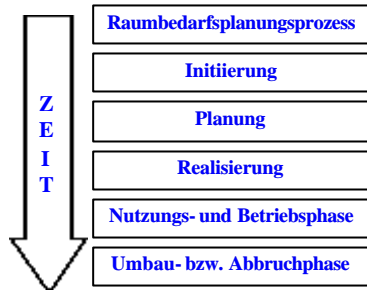 Raumbedarfsplanungsprozess
Initiierung
Planung
Realisierung
Nutzungs- und Betriebsphase
Umbau- bzw. Abbruchphase
Z
E
I
T